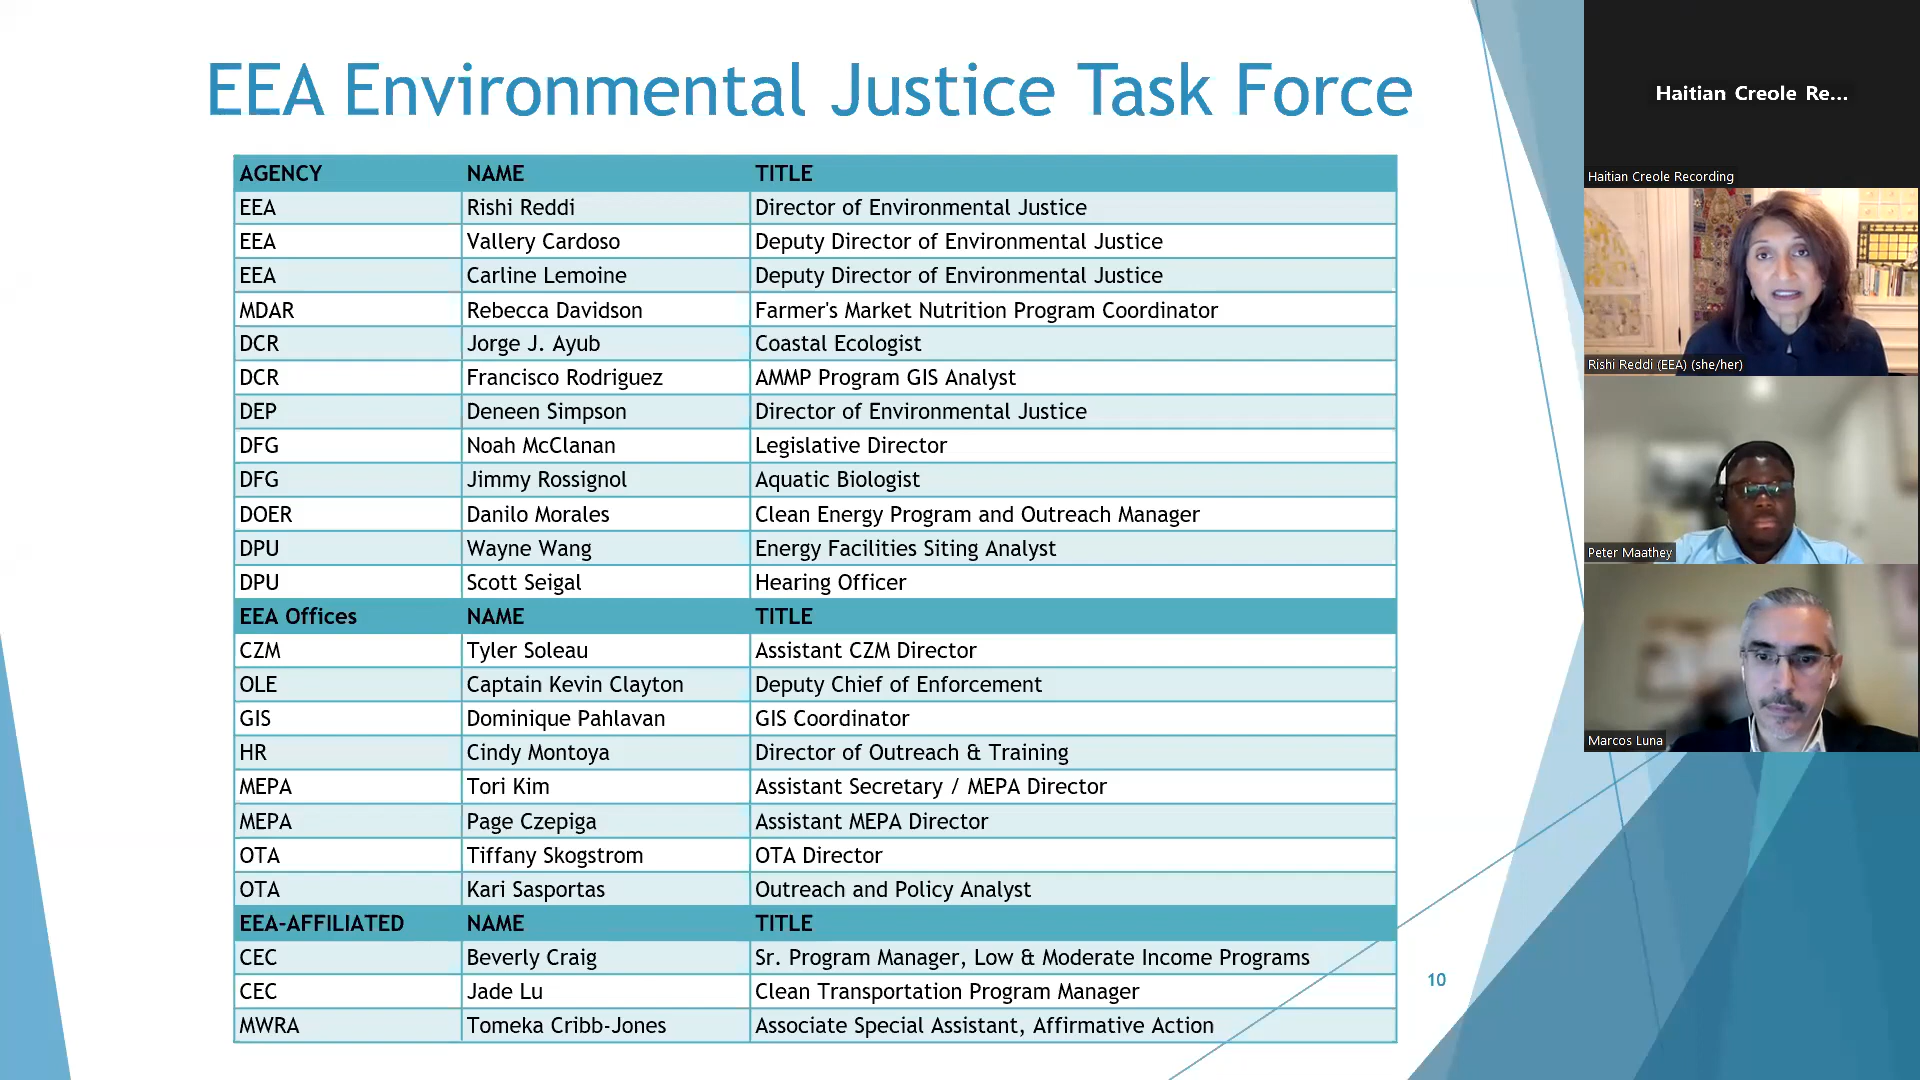 EEA Environmental Justice Task Force
AGENCY NAME TITLE
EEA Rishi Reddi Director of Environmental Justice
EEA Vallery Cardoso Deputy Director of Environmental Justice
EEA Carline Lemoine Deputy Director of Environmental Justice
MDAR Rebecca Davidson Farmer's Market Nutrition Program Coordinator
DCR Jorge J. Ayub Coastal Ecologist
DCR Francisco Rodriguez AMMP Program GIS Analyst
DEP Deneen Simpson Director of Environmental Justice
DFG Noah McClanan Legislative Director
DFG Jimmy Rossignol Aquatic Biologist
DOER Danilo Morales Clean Energy Program and Outreach Manager
DPU Wayne Wang Energy Facilities Siting Analyst
DPU Scott Seigal Hearing Officer
EEA Offices NAME TITLE
CZM Tyler Soleau Assistant CZM Director
OLE Captain Kevin Clayton Deputy Chief of Enforcement
GIS Dominique Pahlavan GIS Coordinator
HR Cindy Montoya Director of Outreach & Training
MEPA Tori Kim Assistant Secretary / MEPA Director
MEPA Page Czepiga Assistant MEPA Director
OTA Tiffany Skogstrom OTA Director
OTA Kari Sasportas Outreach and Policy Analyst
EEA-AFFILIATED NAME TITLE
CEC Beverly Craig Sr. Program Manager, Low & Moderate Income Programs
CEC Jade Lu Clean Transportation Program Manager
MWRA Tomeka Cribb-Jones Associate Special Assistant, Affirmative Action
10
Haitian Creole Re...
Haitian Creole Recording
Rishi Reddi (EEA) (she/her)
Peter Maathey
Marcos Luna